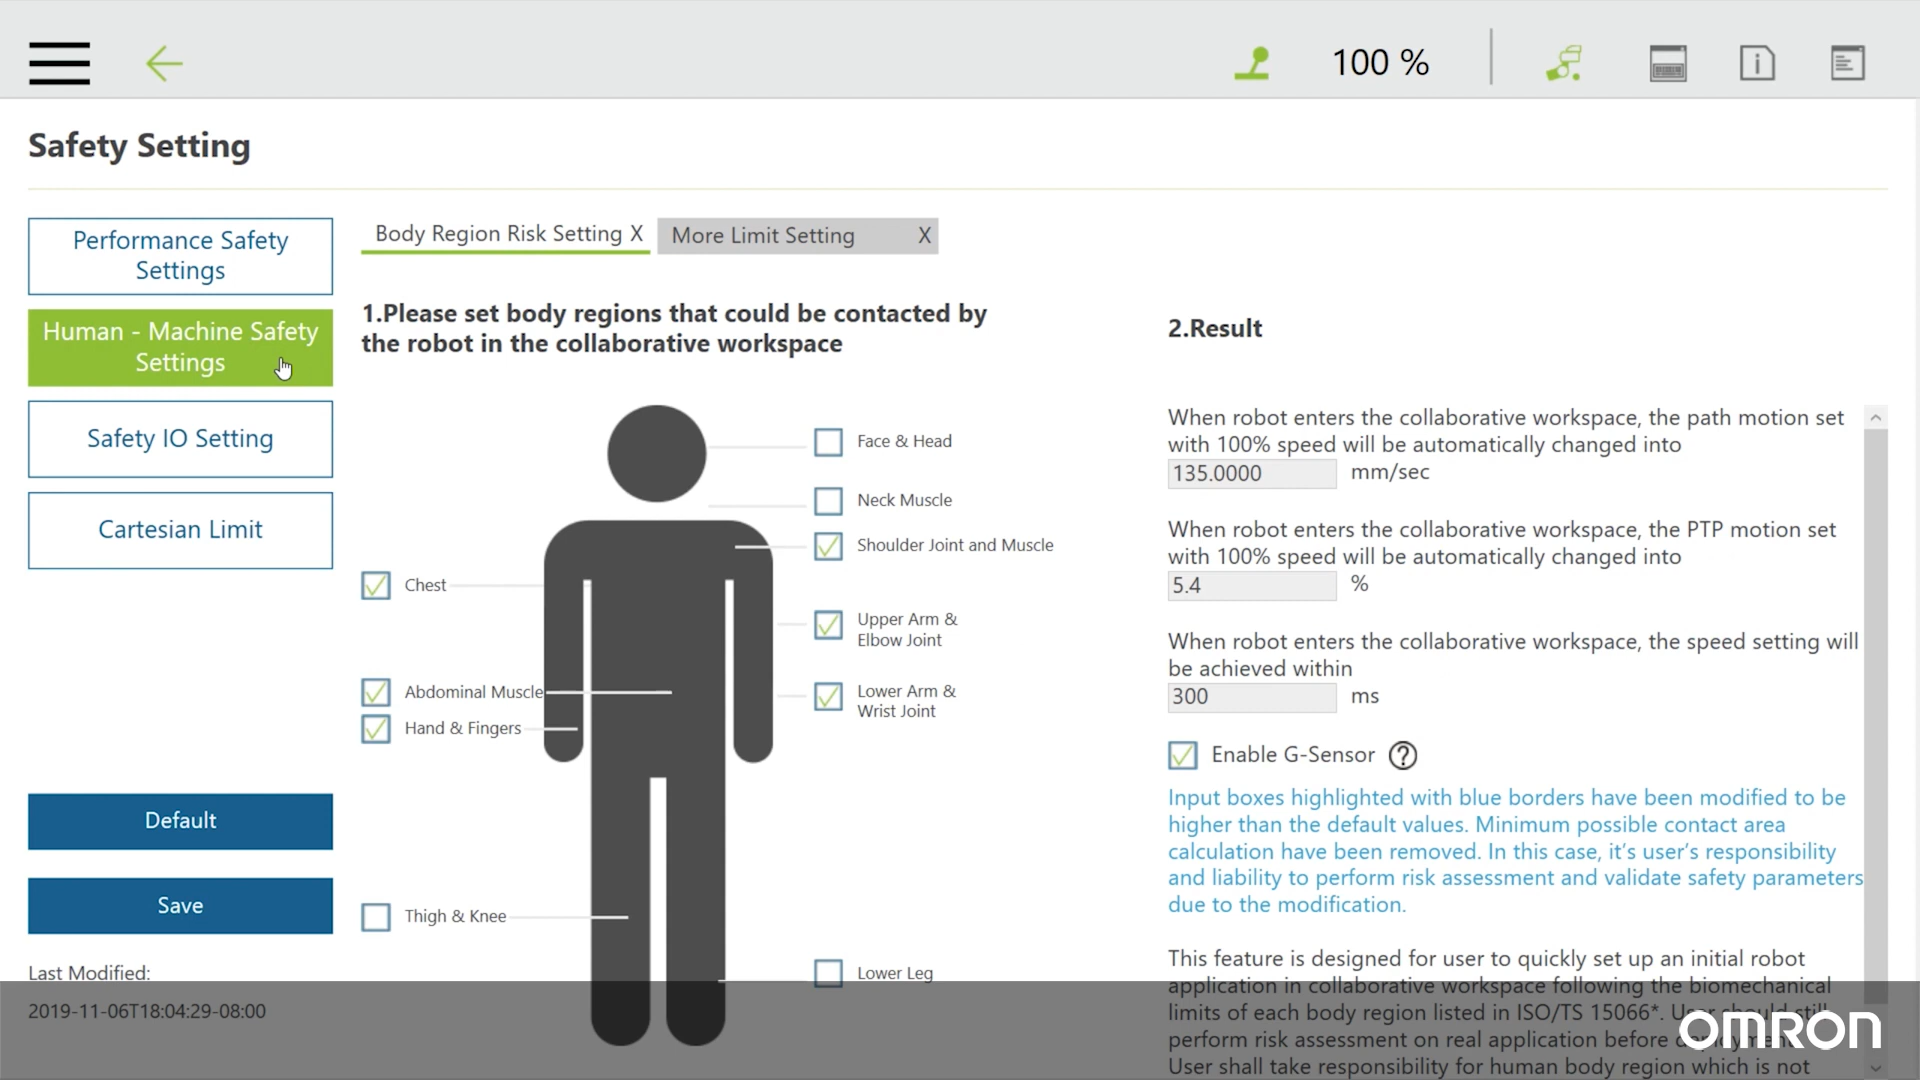 100 %
Safety Setting
Performance Safety
Settings
Human - Machine Safety
Settings
Safety IO Setting
Cartesian Limit
Default
Save
Last Modified:
2019-11-06T18:04:29-08:00
Body Region Risk Setting X
More Limit Setting X
1.Please set body regions that could be contacted by
the robot in the collaborative workspace
Face & Head
Neck Muscle
Shoulder Joint and Muscle
Chest
Upper Arm &
Elbow Joint
Abdominal Muscle
Lower Arm &
Wrist Joint
Hand & Fingers
Thigh & Knee
Lower Leg
2.Result
When robot enters the collaborative workspace, the path motion set
with 100% speed will be automatically changed into
135.0000 mm/sec
When robot enters the collaborative workspace, the PTP motion set
with 100% speed will be automatically changed into
5.4 %
When robot enters the collaborative workspace, the speed setting will
be achieved within
300 ms
Enable G-Sensor ?
Input boxes highlighted with blue borders have been modified to be
higher than the default values. Minimum possible contact area
calculation have been removed. In this case, it's user's responsibility
and liability to perform risk assessment and validate safety parameters
due to the modification.
This feature is designed for user to quickly set up an initial robot
application in collaborative workspace following the biomechanical
limits of each body region listed in ISO/TS 15066*. User should still
perform risk assessment on real application before
User shall take responsibility for human body region which is not
OMRON